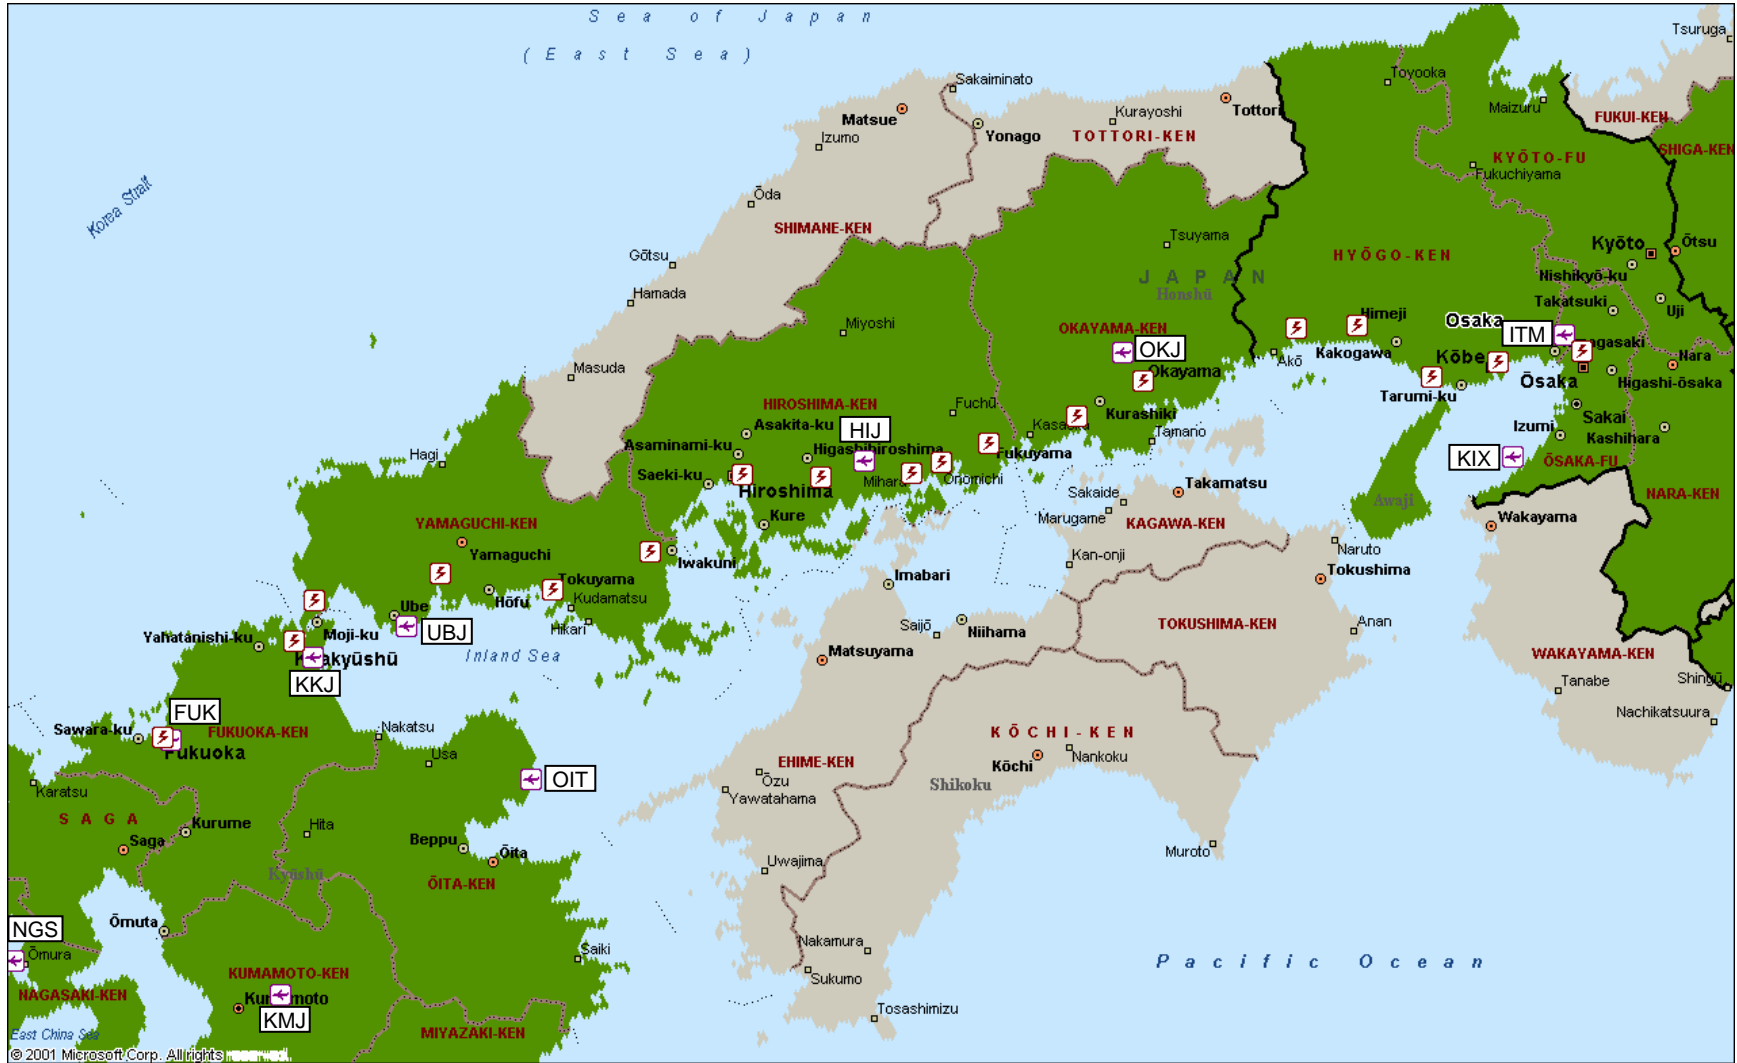 Sea of Japan
(East Sea)
Tsuruga
Toyooka
Sakaiminato
Maizuru
Matsue
Kurayoshi
Tottori
FUKUI-KEN
Yonago
TOTTORI-KEN
Izumo
KYŌTO-FU
SHIGA-KEN
Fukuchiyama
Korea Strait
Ōda
SHIMANE-KEN
Tsuyama
Kyōto
Ōtsu
Gōtsu
HYŌGO-KEN
Nishikyō-ku
JAPAN
Honshū
Hamada
Takatsuki
Uji
Miyoshi
OKAYAMA-KEN
Himeji
Osaka
ITM
OKJ
Kakogawa
Akō
Kōbe
Nara
Masuda
Okayama
Ōsaka
Higashi-ōsaka
Tarumi-ku
HIROSHIMA-KEN
Fuchū
Kurashiki
Sakai
Asakita-ku
HIJ
Tamano
Izumi
Kashihara
Asaminami-ku
Higashihiroshima
Fukuyama
Hagi
KIX
ŌSAKA-FU
Saeki-ku
Mihara
Onomichi
Hiroshima
Takamatsu
Sakaide
Awaji
NARA-KEN
Kure
Marugame
KAGAWA-KEN
Wakayama
YAMAGUCHI-KEN
Yamaguchi
Iwakuni
Kan-onji
Naruto
Tokushima
Tokuyama
Imabari
Hōfu
Kudamatsu
Ube
Hikari
UBJ
Saijō
Niihama
TOKUSHIMA-KEN
Anan
Yahatanishi-ku
Moji-ku
Inland Sea
Matsuyama
WAKAYAMA-KEN
KKJ
Tanabe
Shingū
FUK
Nachikatsuura
Sawara-ku
FUKUOKA-KEN
Nakatsu
KŌCHI-KEN
Fukuoka
Usa
EHIME-KEN
Kōchi
Nankoku
OIT
Ōzu
Shikoku
Karatsu
Yawatahama
SAGA
Kurume
Hita
Saga
Beppu
Ōita
Muroto
Kyūshū
Uwajima
ŌITA-KEN
Ōmuta
NGS
Ōmura
Saiki
Nakamura
Pacific Ocean
KUMAMOTO-KEN
Sukumo
NAGASAKI-KEN
KMJ
Tosashimizu
MIYAZAKI-KEN
East China Sea
© 2001 Microsoft Corp. All rights